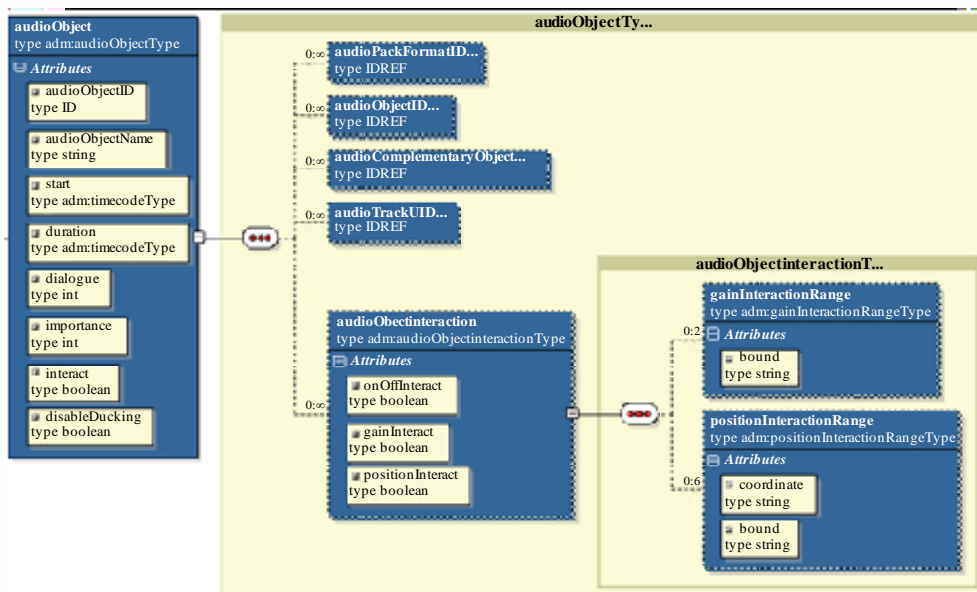 audioObject
type adm:audioObjectType
Attributes
audioObjectID
type ID
audioObjectName
type string
start
type adm:timecodeType
duration
type adm:timecodeType
dialogue
type int
importance
type int
interact
type boolean
disableDucking
type boolean
audioObjectTy...
0:∞
audioPackFormatID...
type IDREF
0:∞
audioObjectID...
type IDREF
0:∞
audioComplementaryObject...
type IDREF
0:∞
audioTrackUID...
type IDREF
0:∞
audioObectinteraction
type adm:audioObjectinteractionType
Attributes
onOffInteract
type boolean
gainInteract
type boolean
positionInteract
type boolean
audioObjectinteractionT...
0:2
gainInteractionRange
type adm:gainInteractionRangeType
Attributes
bound
type string
0:6
positionInteractionRange
type adm:positionInteractionRangeType
Attributes
coordinate
type string
bound
type string